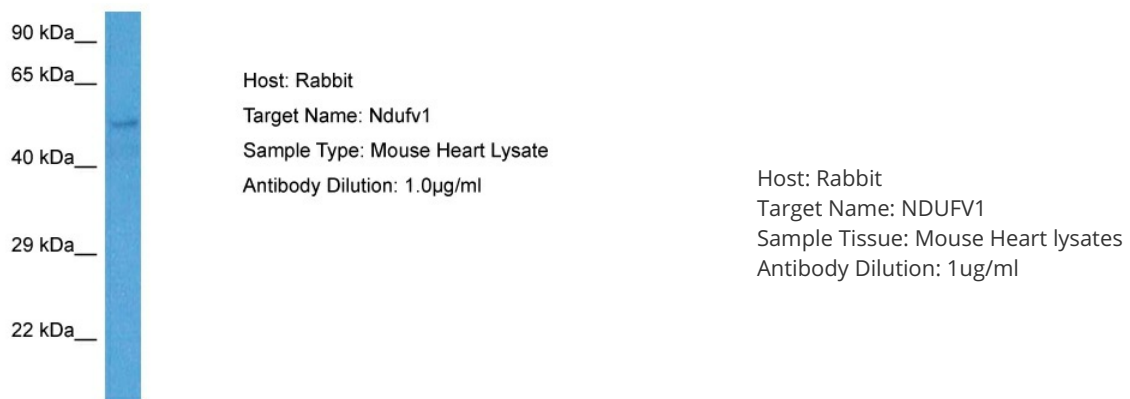 90 kDa__
65 kDa__
40 kDa__
29 kDa__
22 kDa__
Host: Rabbit
Target Name: Ndufv1
Sample Type: Mouse Heart Lysate
Antibody Dilution: 1.0µg/ml
Host: Rabbit
Target Name: NDUFV1
Sample Tissue: Mouse Heart lysates
Antibody Dilution: 1ug/ml